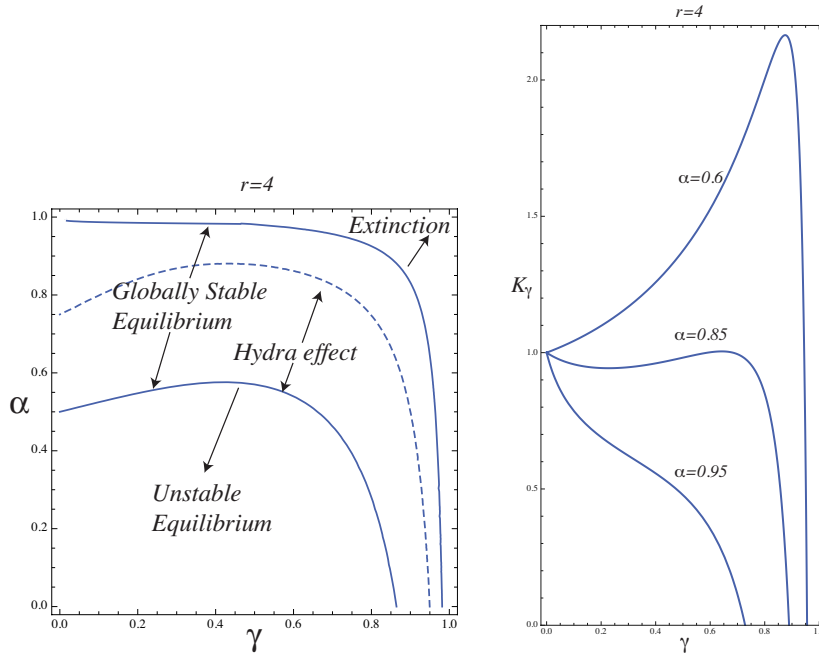 r=4
1.0
0.8
0.6
0.4
0.2
0.0
α
Extinction
Globally Stable
Equilibrium
Hydra effect
Unstable
Equilibrium
0.0
0.2
0.4
0.6
0.8
1.0
γ
r=4
2.0
1.5
1.0
0.5
0.0
Kγ
α=0.6
α=0.85
α=0.95
0.0
0.2
0.4
0.6
0.8
1.0
γ